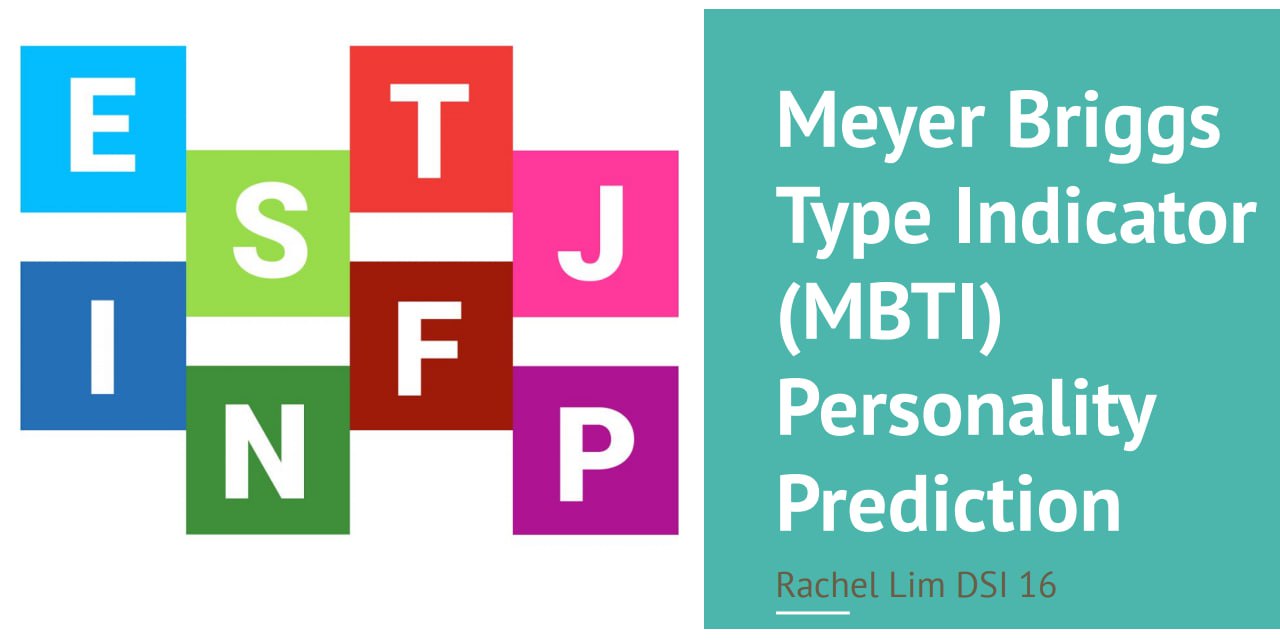 E
T
S
J
I
F
N
P
Meyer Briggs
Type Indicator
(MBTI)
Personality
Prediction
Rachel Lim DSI 16